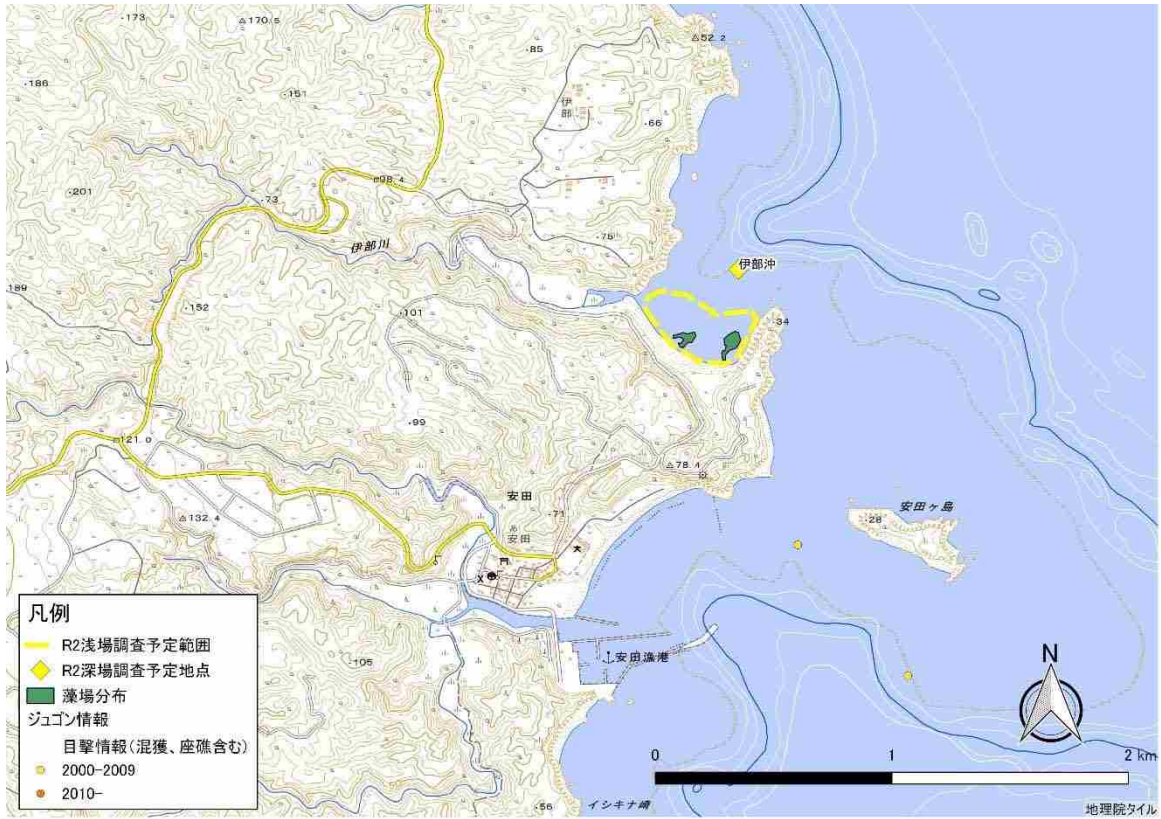 ·173
△170.5
△52.2
·85
·186
·151
伊
部
·66
·201
98.4
·73
伊部川
75
伊部沖
189
·152
·101
·34
·99
121.0
△78.4
安田
·71
安田ヶ島
·28
△132.4
安田
安田漁港
·105
イシキナ崎
·56
凡例
R2浅場調査予定範囲
R2深場調査予定地点
藻場分布
ジュゴン情報
目撃情報(混獲、座礁含む)
2000-2009
2010-
N
0
1
2 km
地理院タイル